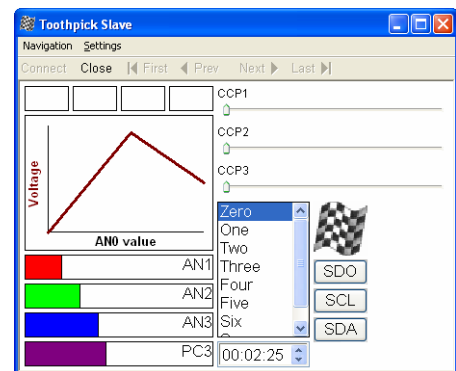 Toothpick Slave
Navigation Settings
Connect Close First Prev Next Last
CCP1
CCP2
CCP3
Voltage
AN0 value
AN1
AN2
AN3
PC3
Zero
One
Two
Three
Four
Five
Six
00:02:25
SDO
SCL
SDA